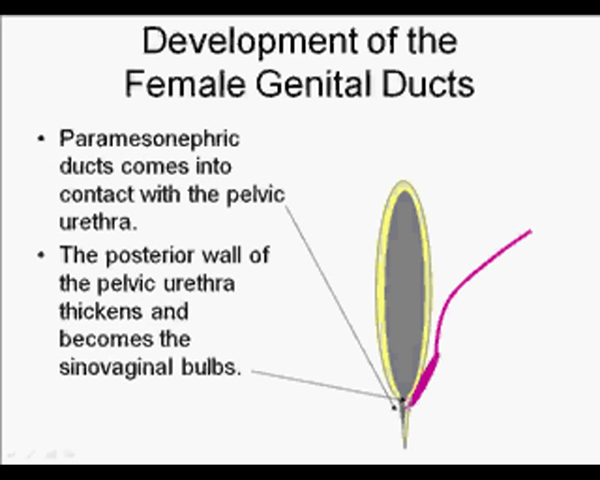 Development of the
Female Genital Ducts
• Paramesonephric
ducts comes into
contact with the pelvic
urethra.
• The posterior wall of
the pelvic urethra
thickens and
becomes the
sinovaginal bulbs.